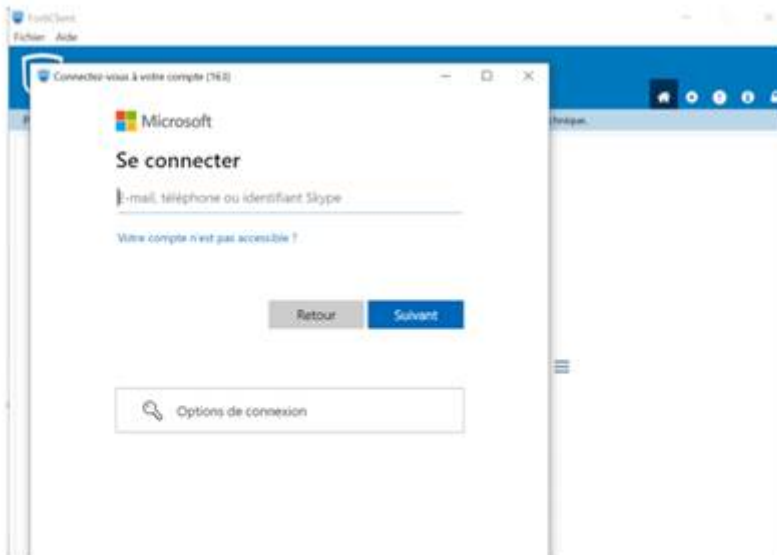 FortiClient
Fichier Aide
Connectez-vous à votre compte (163)
Microsoft
Se connecter
E-mail, téléphone ou identifiant Skype
Votre compte n'est pas accessible ?
Retour
Suivant
Options de connexion